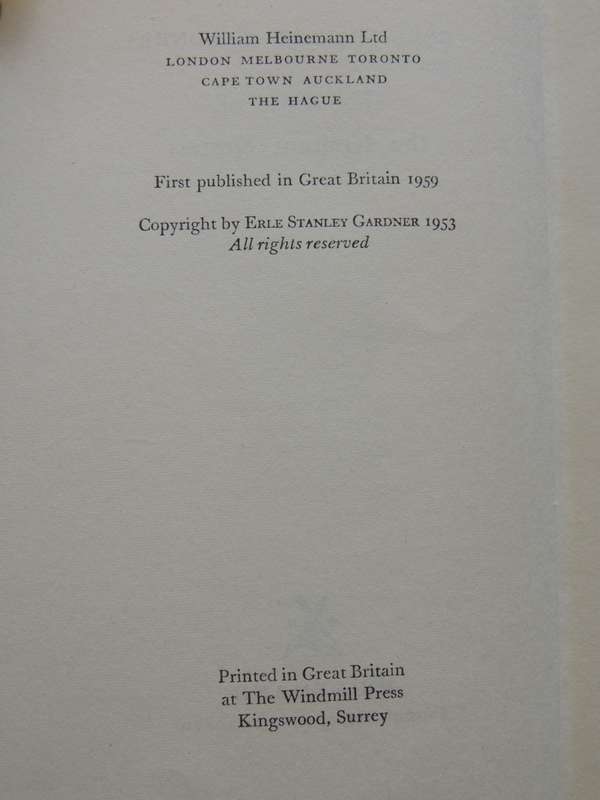 William Heinemann Ltd
LONDON MELBOURNE TORONTO
CAPE TOWN AUCKLAND
THE HAGUE
First published in Great Britain 1959
Copyright by ERLE STANLEY GARDNER 1953
All rights reserved
Printed in Great Britain
at The Windmill Press
Kingswood, Surrey